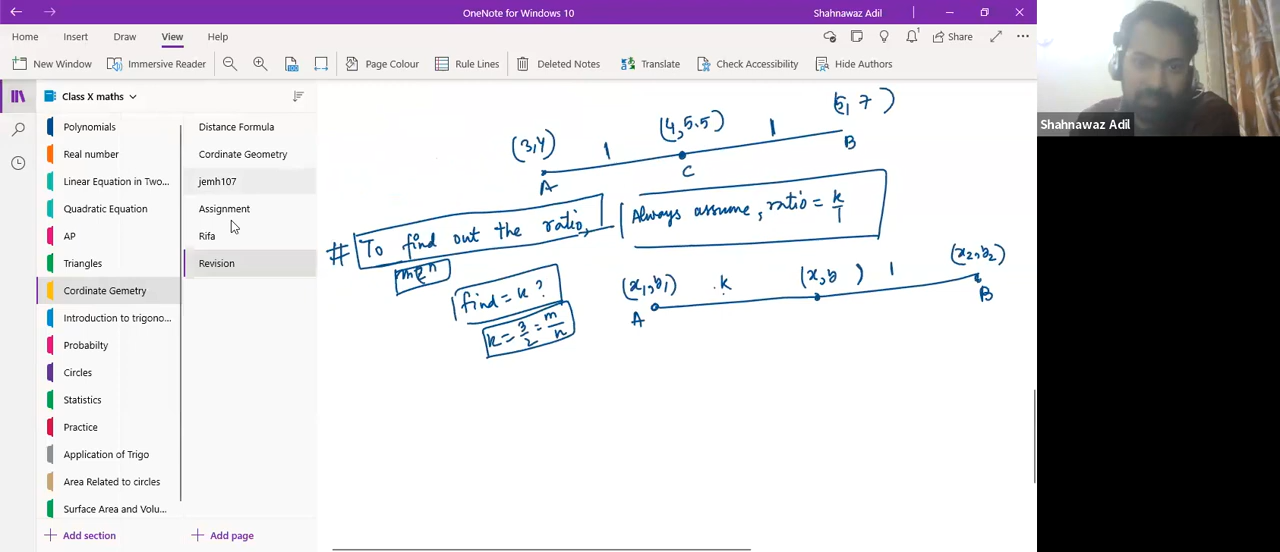 OneNote for Windows 10
Shahnawaz Adil
Home Insert Draw View Help
Share
New Window Immersive Reader Page Colour Rule Lines Deleted Notes Translate Check Accessibility Hide Authors
Class X maths
Polynomials
Real number
Linear Equation in Two...
Quadratic Equation
AP
Triangles
Cordinate Gemetry
Introduction to trigono...
Probabilty
Circles
Statistics
Practice
Application of Trigo
Area Related to circles
Surface Area and Volu...
Add section
Distance Formula
Cordinate Geometry
jemh107
Assignment
Rifa
Revision
Add page
(3,4) 1 (4,5.5) 1 (5, 7)
A C B
# To find out the ratio,
Always assume, ratio = k/1
find = k?
k = 3/2 = m/n
(x1,y1) k (x,y) 1 (x2,y2)
A B
Shahnawaz Adil